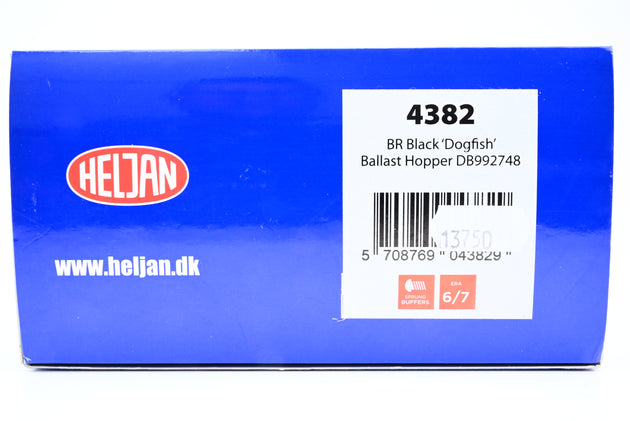 4382
BR Black ‘Dogfish’
Ballast Hopper DB992748
HELJAN
13750
5 708769 043829
www.heljan.dk
SPRUNG
BUFFERS
ERA
6/7